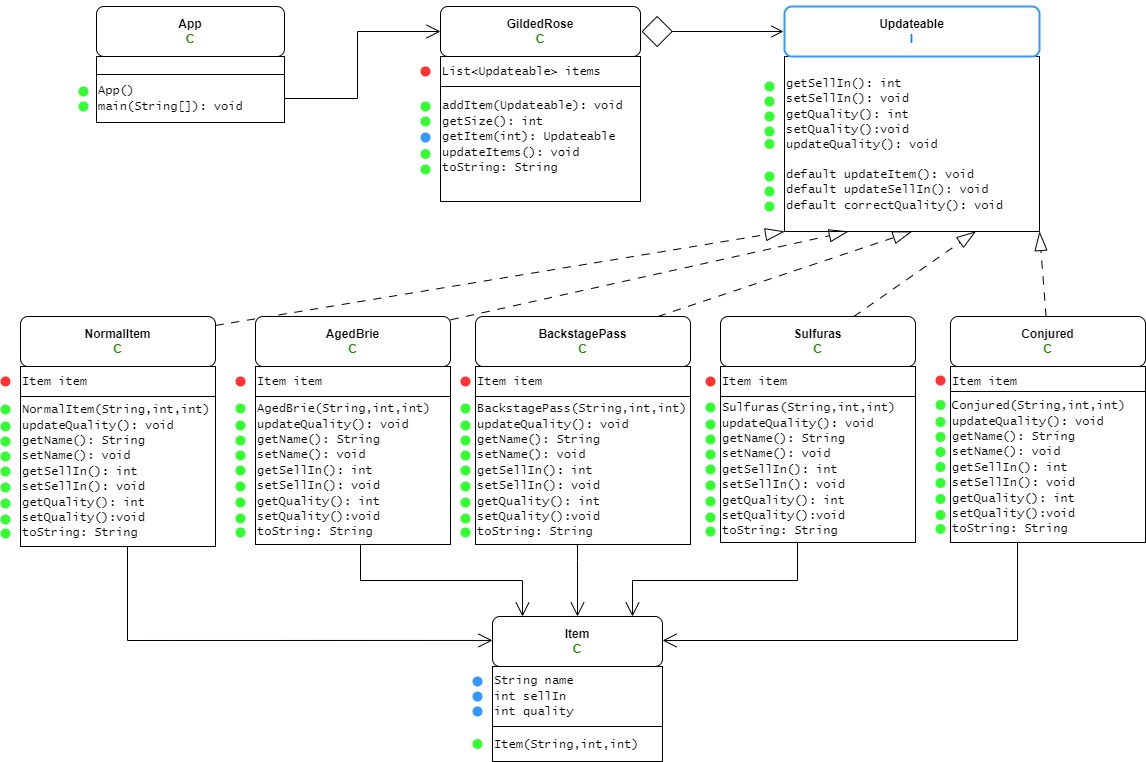 App
C
App()
main(String[]): void
GildedRose
C
List<Updateable> items
addItem(Updateable): void
getSize(): int
getItem(int): Updateable
updateItems(): void
toString: String
Updateable
I
getSellIn(): int
setSellIn(): void
getQuality(): int
setQuality():void
updateQuality(): void
default updateItem(): void
default updateSellIn(): void
default correctQuality(): void
NormalItem
C
Item item
NormalItem(String,int,int)
updateQuality(): void
getName(): String
setName(): void
getSellIn(): int
setSellIn(): void
getQuality(): int
setQuality():void
toString: String
AgedBrie
C
Item item
AgedBrie(String,int,int)
updateQuality(): void
getName(): String
setName(): void
getSellIn(): int
setSellIn(): void
getQuality(): int
setQuality():void
toString: String
BackstagePass
C
Item item
BackstagePass(String,int,int)
updateQuality(): void
getName(): String
setName(): void
getSellIn(): int
setSellIn(): void
getQuality(): int
setQuality():void
toString: String
Sulfuras
C
Item item
Sulfuras(String,int,int)
updateQuality(): void
getName(): String
setName(): void
getSellIn(): int
setSellIn(): void
getQuality(): int
setQuality():void
toString: String
Conjured
C
Item item
Conjured(String,int,int)
updateQuality(): void
getName(): String
setName(): void
getSellIn(): int
setSellIn(): void
getQuality(): int
setQuality():void
toString: String
Item
C
String name
int sellIn
int quality
Item(String,int,int)